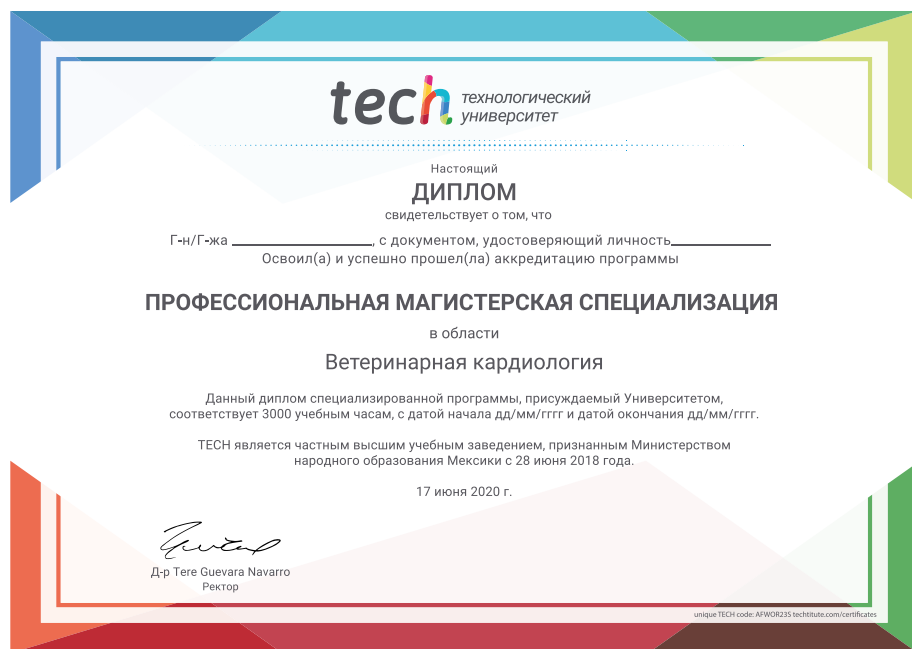 tech технологический
университет
Настоящий
ДИПЛОМ
свидетельствует о том, что
Г-н/Г-жа ____________________, с документом, удостоверяющий личность______________
Освоил(а) и успешно прошел(ла) аккредитацию программы
ПРОФЕССИОНАЛЬНАЯ МАГИСТЕРСКАЯ СПЕЦИАЛИЗАЦИЯ
в области
Ветеринарная кардиология
Данный диплом специализированной программы, присуждаемый Университетом,
соответствует 3000 учебным часам, с датой начала дд/мм/гггг и датой окончания дд/мм/гггг.
TECH является частным высшим учебным заведением, признанным Министерством
народного образования Мексики с 28 июня 2018 года.
17 июня 2020 г.
Д-р Tere Guevara Navarro
Ректор
unique TECH code: AFWOR23S techtitute.com/certificates